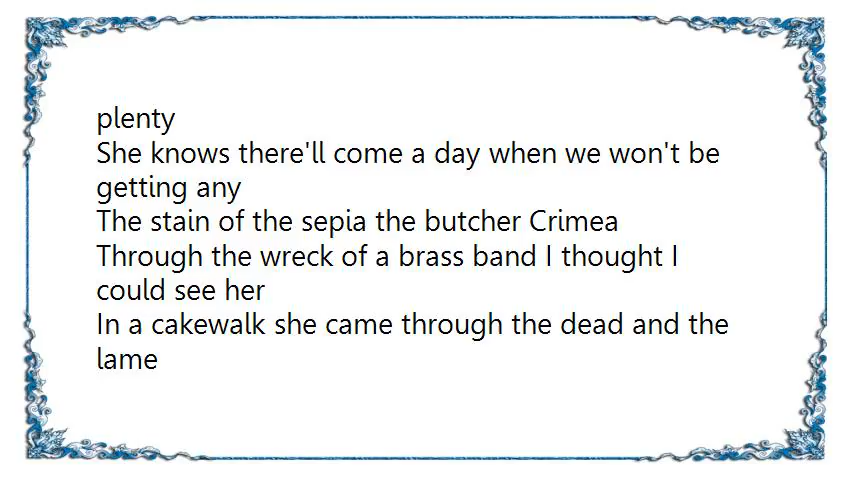 plenty
She knows there'll come a day when we won't be
getting any
The stain of the sepia the butcher Crimea
Through the wreck of a brass band I thought I
could see her
In a cakewalk she came through the dead and the
lame